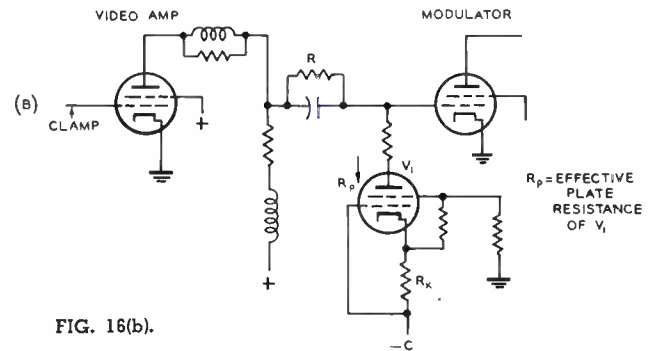 VIDEO AMP
MODULATOR
R
(B)
CLAMP
+
V₁
Rₚ
Rₚ = EFFECTIVE
PLATE
RESISTANCE
OF V₁
Rₖ
+
−C
FIG. 16(b).